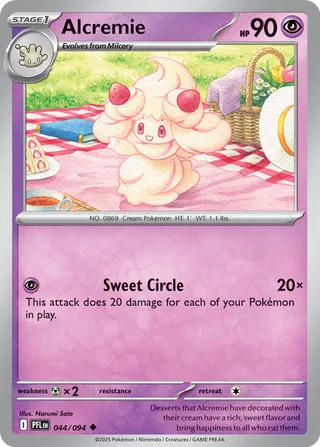 STAGE 1
Alcremie
HP 90
Evolves from Milcery
NO. 0869. Cream Pokémon HT: 1' WT: 1.1 lbs.
Sweet Circle 20×
This attack does 20 damage for each of your Pokémon
in play.
weakness ×2 resistance retreat
Illus. Narumi Sato
I PFL EN 044/094
Desserts that Alcremie have decorated with
their cream have a rich, sweet flavor and
bring happiness to all who eat them.
©2025 Pokémon / Nintendo / Creatures / GAME FREAK